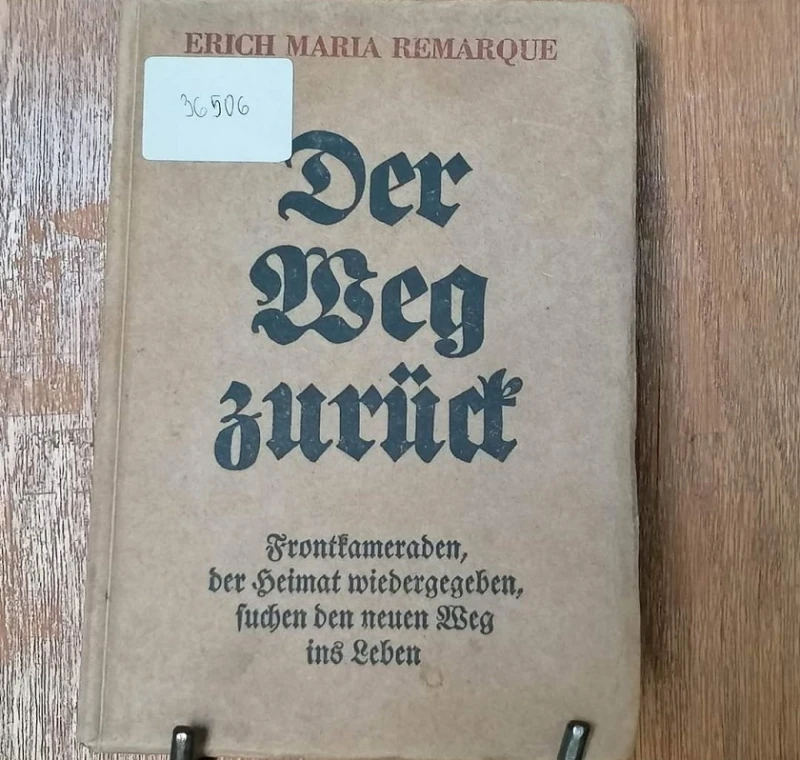 ERICH MARIA REMARQUE
36506
Der
Weg
zurück
Frontkameraden,
der Heimat wiedergegeben,
suchen den neuen Weg
ins Leben